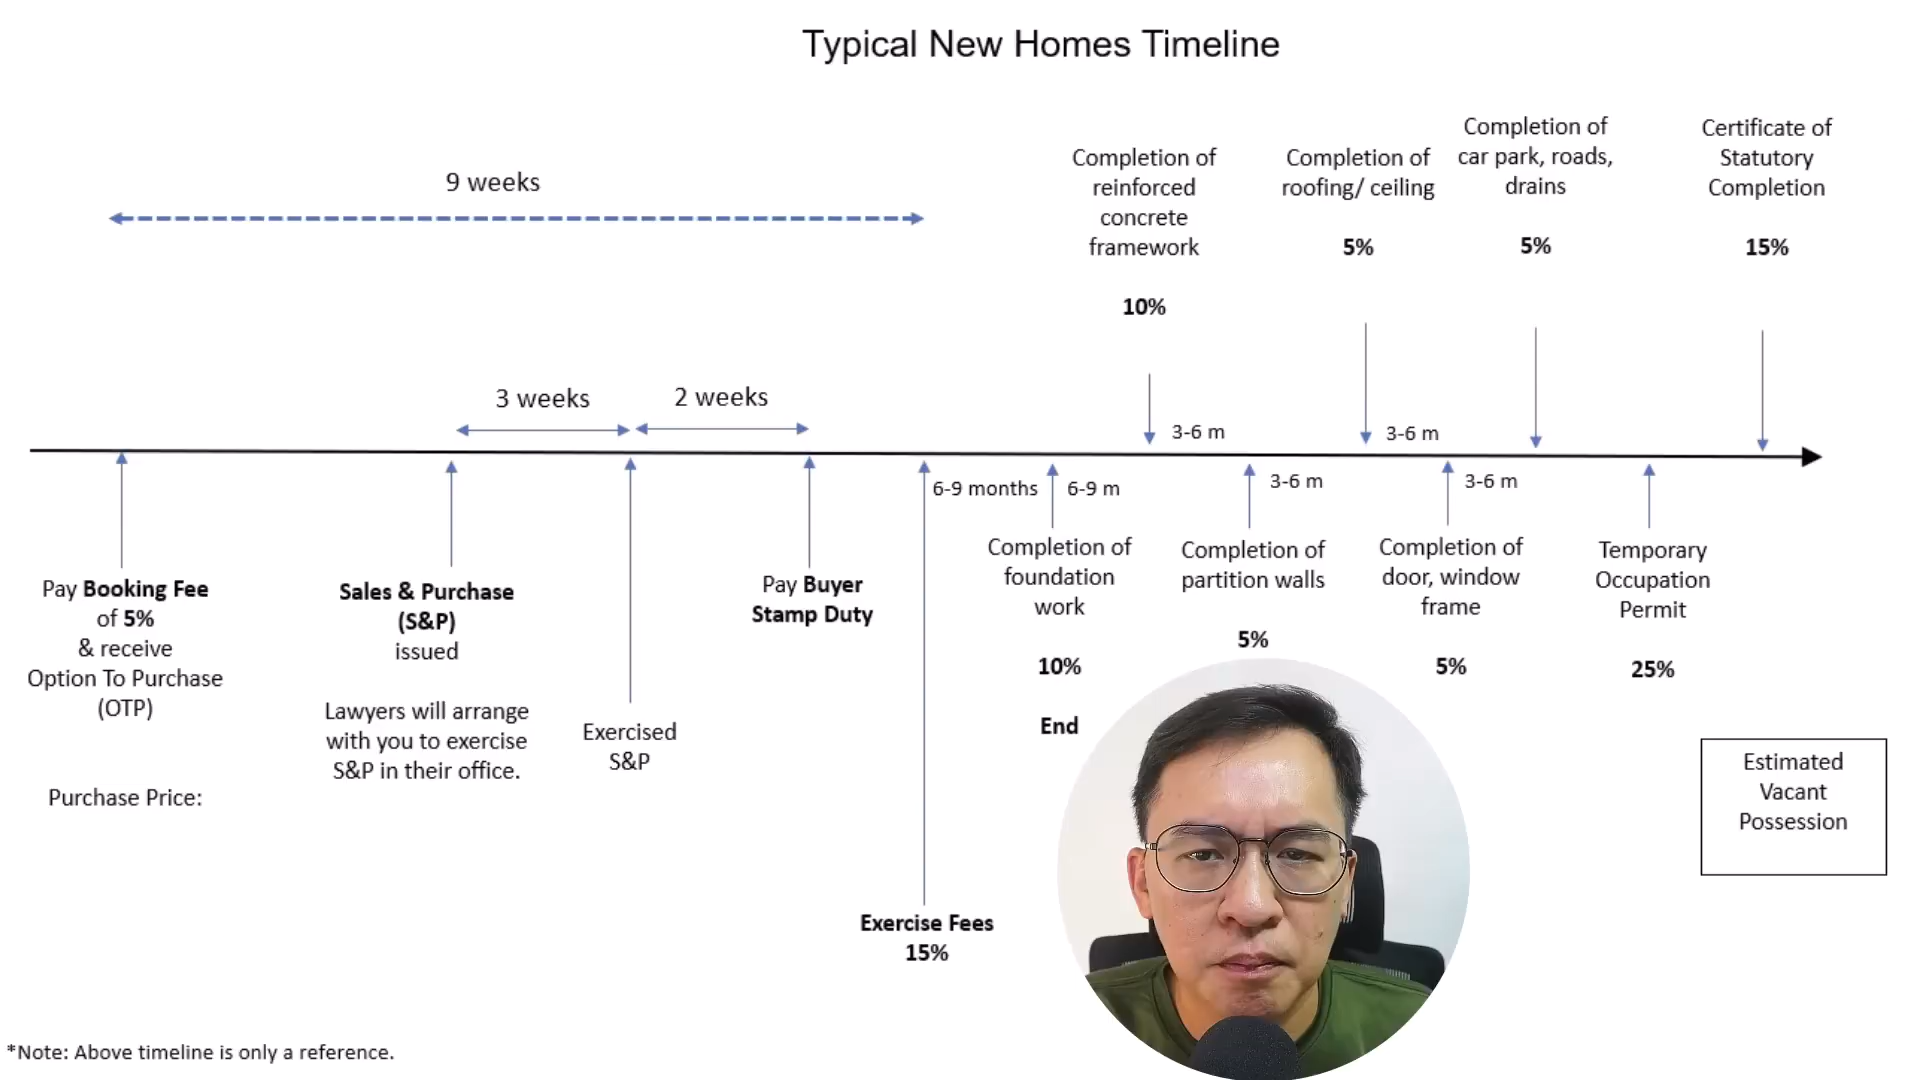 Typical New Homes Timeline
9 weeks
Completion of
reinforced
concrete
framework
10%
Completion of
roofing/ ceiling
5%
Completion of
car park, roads,
drains
5%
Certificate of
Statutory
Completion
15%
3 weeks
2 weeks
3-6 m
3-6 m
6-9 months
6-9 m
3-6 m
3-6 m
Pay Booking Fee
of 5%
& receive
Option To Purchase
(OTP)
Purchase Price:
Sales & Purchase
(S&P)
issued
Lawyers will arrange
with you to exercise
S&P in their office.
Exercised
S&P
Pay Buyer
Stamp Duty
Exercise Fees
15%
Completion of
foundation
work
10%
End
Completion of
partition walls
5%
Completion of
door, window
frame
5%
Temporary
Occupation
Permit
25%
Estimated
Vacant
Possession
*Note: Above timeline is only a reference.